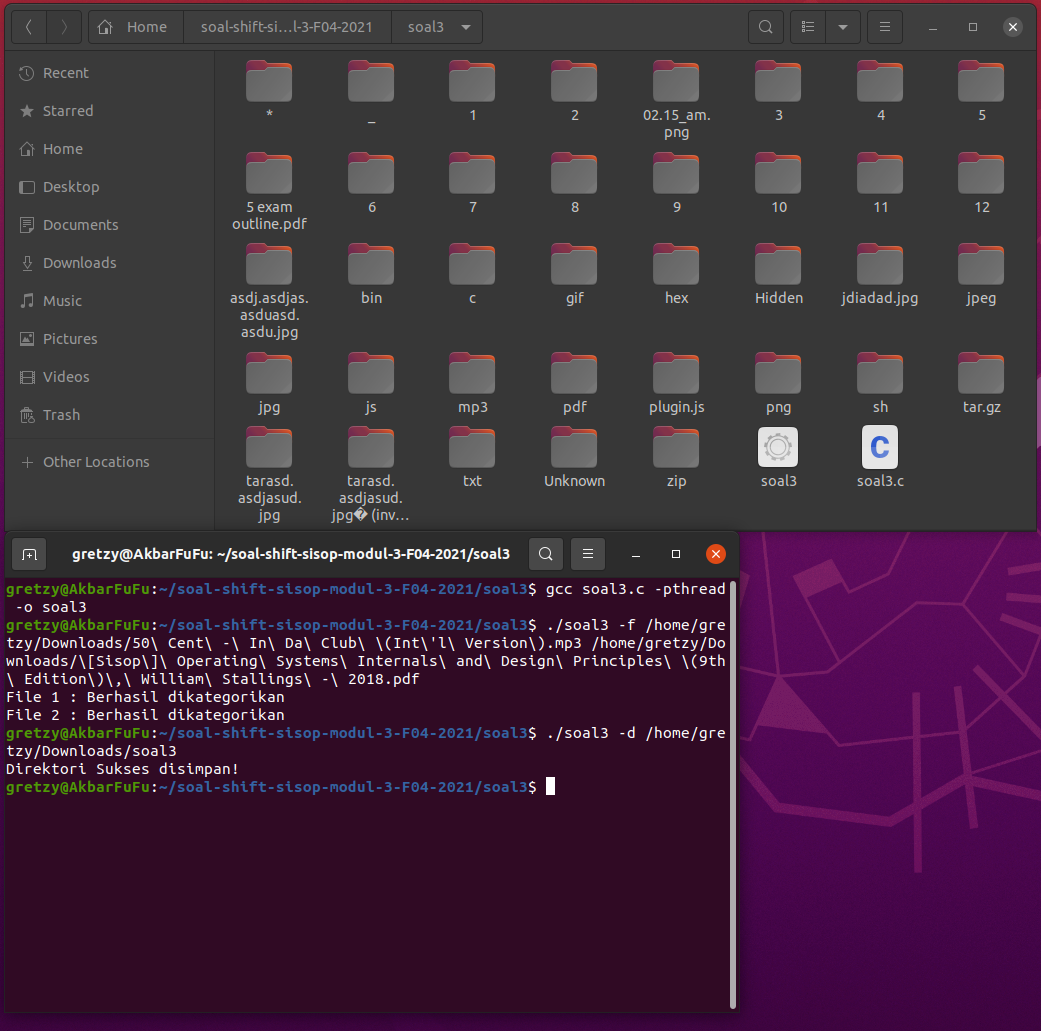 Home soal-shift-si…l-3-F04-2021 soal3
Recent
Starred
Home
Desktop
Documents
Downloads
Music
Pictures
Videos
Trash
Other Locations
* _ 1 2 02.15_am. 3 4 5
png
5 exam 6 7 8 9 10 11 12
outline.pdf
asdj.asdjas. bin c gif hex Hidden jdiadad.jpg jpeg
asduasd.
asdu.jpg
jpg js mp3 pdf plugin.js png sh tar.gz
tarasd. tarasd. txt Unknown zip soal3 soal3.c
asdjasud. asdjasud.
jpg jpg� (inv…
gretzy@AkbarFuFu: ~/soal-shift-sisop-modul-3-F04-2021/soal3
gretzy@AkbarFuFu:~/soal-shift-sisop-modul-3-F04-2021/soal3$ gcc soal3.c -pthread
-o soal3
gretzy@AkbarFuFu:~/soal-shift-sisop-modul-3-F04-2021/soal3$ ./soal3 -f /home/gre
tzy/Downloads/50\ Cent\ -\ In\ Da\ Club\ \(Int\'l\ Version\).mp3 /home/gretzy/Do
wnloads/\[Sisop\]\ Operating\ Systems\ Internals\ and\ Design\ Principles\ \(9th
\ Edition\)\,\ William\ Stallings\ -\ 2018.pdf
File 1 : Berhasil dikategorikan
File 2 : Berhasil dikategorikan
gretzy@AkbarFuFu:~/soal-shift-sisop-modul-3-F04-2021/soal3$ ./soal3 -d /home/gre
tzy/Downloads/soal3
Direktori Sukses disimpan!
gretzy@AkbarFuFu:~/soal-shift-sisop-modul-3-F04-2021/soal3$